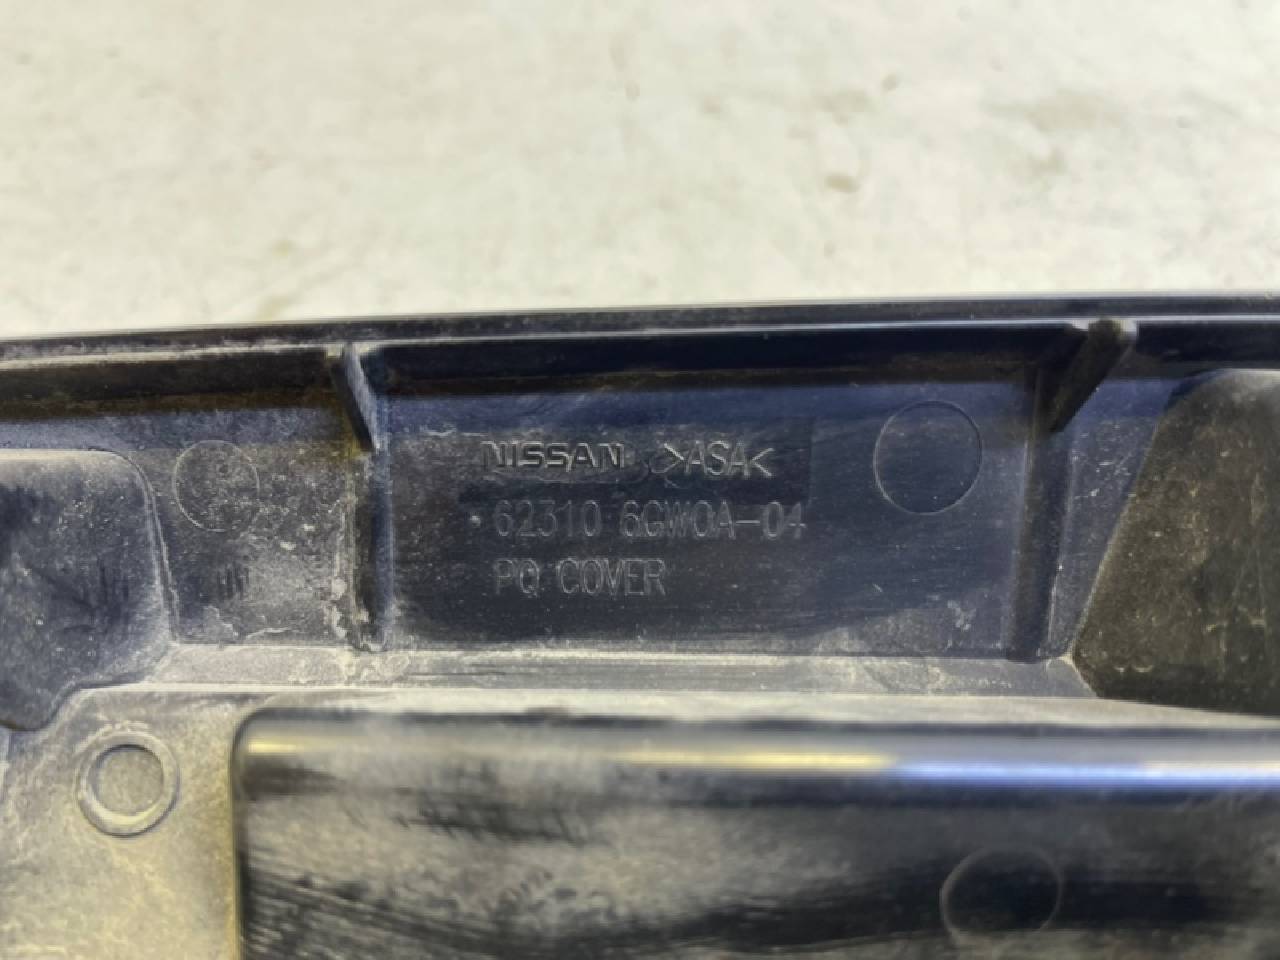 NISSAN >ASA<
62310 6GW0A-04
PQ COVER